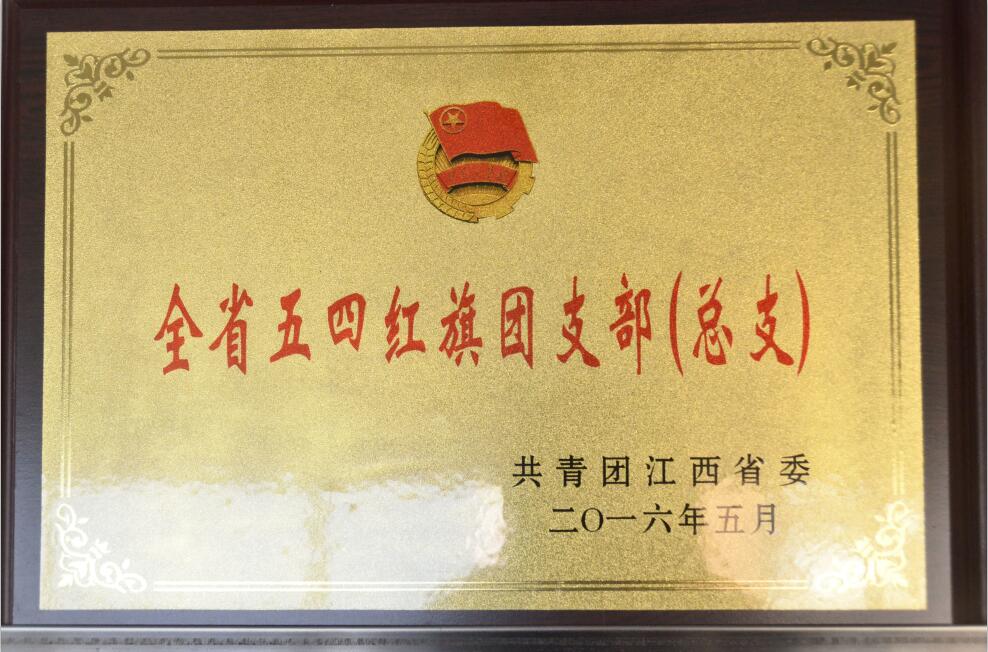 全省五四红旗团支部(总支)
共青团江西省委
二〇一六年五月